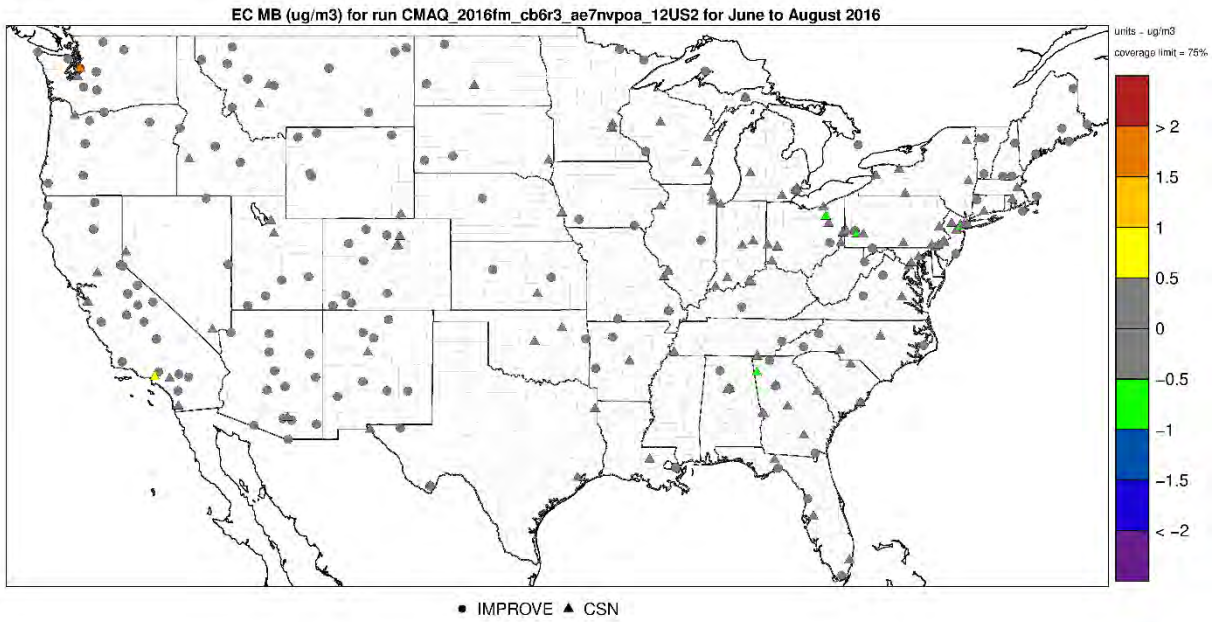 EC MB (ug/m3) for run CMAQ_2016fm_cb6r3_ae7nvpoa_12US2 for June to August 2016
units = ug/m3
coverage limit = 75%
> 2
1.5
1
0.5
0
−0.5
−1
−1.5
< −2
● IMPROVE ▲ CSN